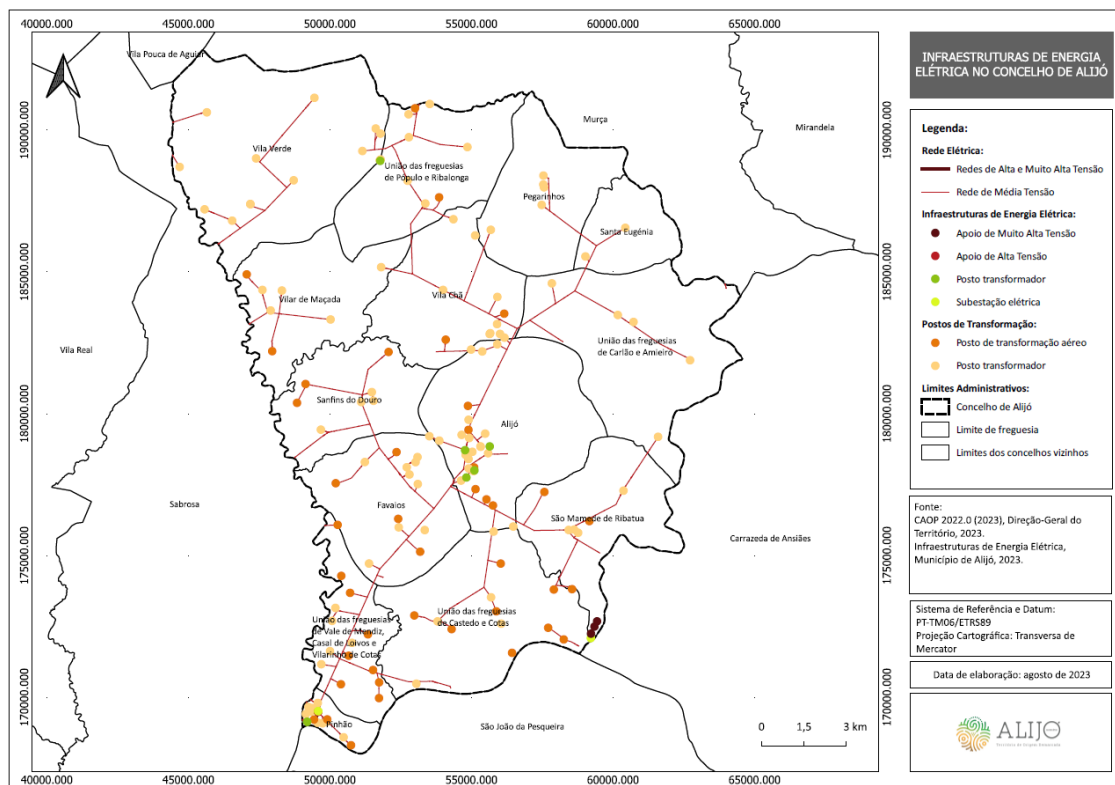 40000.000 45000.000 50000.000 55000.000 60000.000 65000.000
190000.000
185000.000
180000.000
175000.000
170000.000
Vila Pouca de Aguiar
Murça
Mirandela
Vila Verde
União das freguesias
de Pópulo e Ribalonga
Pegarinhos
Santa Eugénia
Vilar de Maçada
Vila Chã
Vila Real
União das freguesias
de Carlão e Amieiro
Sanfins do Douro
Alijó
Sabrosa
Favaios
São Mamede de Ribatua
Carrazeda de Ansiães
União das freguesias
de Castedo e Cotas
União das freguesias
de Vale de Mendiz,
Casal de Loivos e
Vilarinho de Cotas
Pinhão
São João da Pesqueira
0 1,5 3 km
190000.000
185000.000
180000.000
175000.000
170000.000
40000.000 45000.000 50000.000 55000.000 60000.000 65000.000
INFRAESTRUTURAS DE ENERGIA
ELÉTRICA NO CONCELHO DE ALIJÓ
Legenda:
Rede Elétrica:
Redes de Alta e Muito Alta Tensão
Rede de Média Tensão
Infraestruturas de Energia Elétrica:
Apoio de Muito Alta Tensão
Apoio de Alta Tensão
Posto transformador
Subestação elétrica
Postos de Transformação:
Posto de transformação aéreo
Posto transformador
Limites Administrativos:
Concelho de Alijó
Limite de freguesia
Limites dos concelhos vizinhos
Fonte:
CAOP 2022.0 (2023), Direção-Geral do
Território, 2023.
Infraestruturas de Energia Elétrica,
Município de Alijó, 2023.
Sistema de Referência e Datum:
PT-TM06/ETRS89
Projeção Cartográfica: Transversa de
Mercator
Data de elaboração: agosto de 2023
ALIJÓ